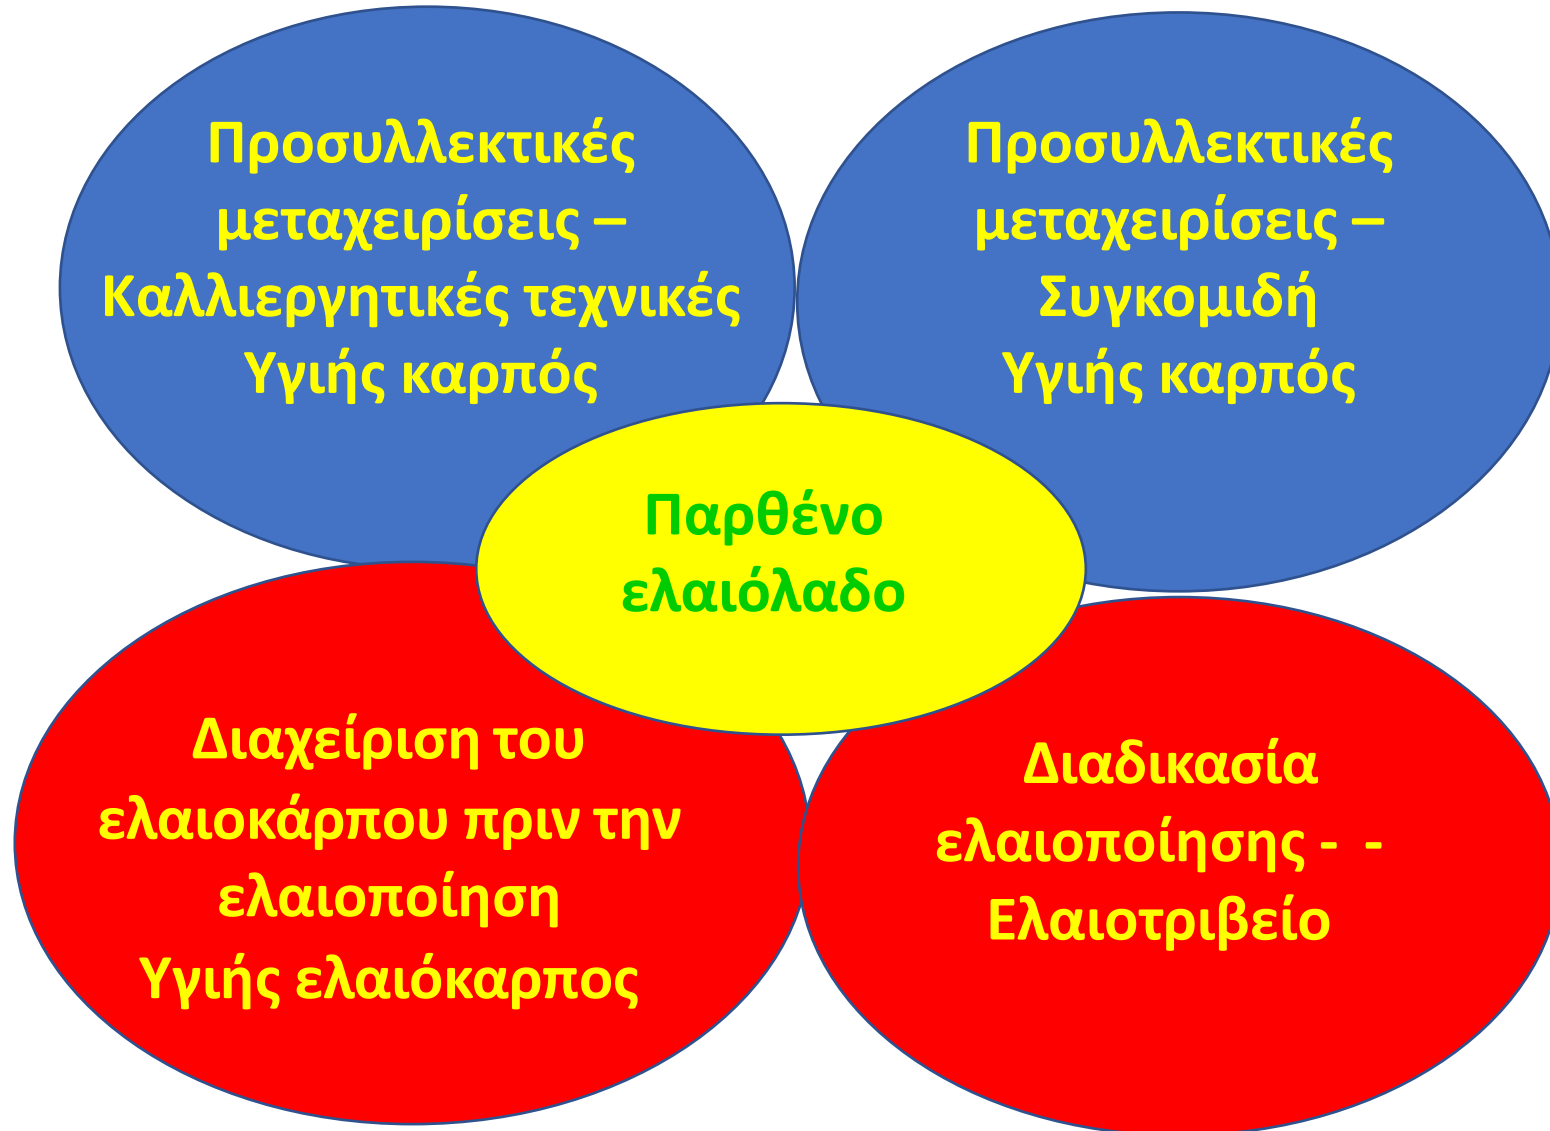 Προσυλλεκτικές
μεταχειρίσεις –
Καλλιεργητικές τεχνικές
Υγιής καρπός
Προσυλλεκτικές
μεταχειρίσεις –
Συγκομιδή
Υγιής καρπός
Παρθένο
ελαιόλαδο
Διαχείριση του
ελαιοκάρπου πριν την
ελαιοποίηση
Υγιής ελαιόκαρπος
Διαδικασία
ελαιοποίησης - -
Ελαιοτριβείο